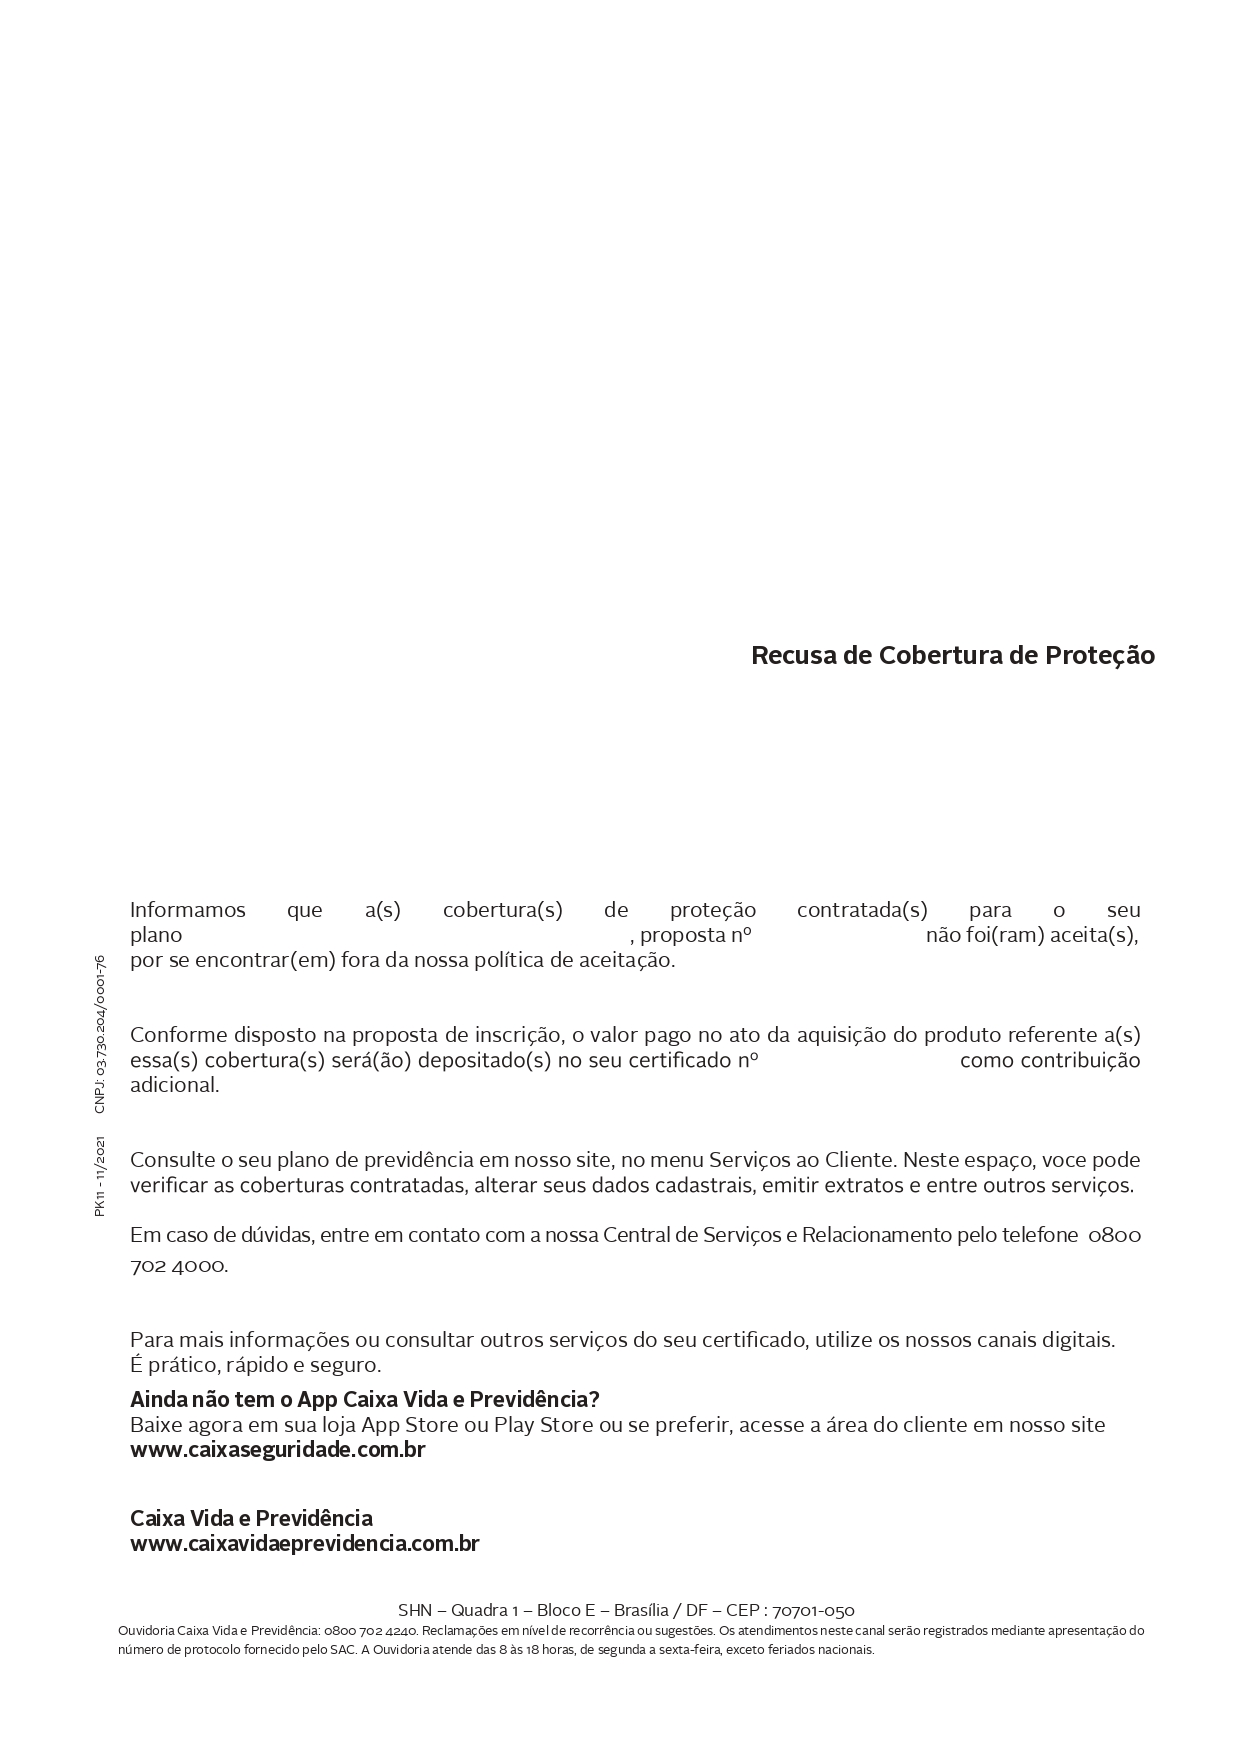 Recusa de Cobertura de Proteção
Informamos que a(s) cobertura(s) de proteção contratada(s) para o seu
plano , proposta nº não foi(ram) aceita(s),
por se encontrar(em) fora da nossa política de aceitação.
Conforme disposto na proposta de inscrição, o valor pago no ato da aquisição do produto referente a(s)
essa(s) cobertura(s) será(ão) depositado(s) no seu certificado nº como contribuição
adicional.
Consulte o seu plano de previdência em nosso site, no menu Serviços ao Cliente. Neste espaço, voce pode
verificar as coberturas contratadas, alterar seus dados cadastrais, emitir extratos e entre outros serviços.
Em caso de dúvidas, entre em contato com a nossa Central de Serviços e Relacionamento pelo telefone 0800
702 4000.
Para mais informações ou consultar outros serviços do seu certificado, utilize os nossos canais digitais.
É prático, rápido e seguro.
Ainda não tem o App Caixa Vida e Previdência?
Baixe agora em sua loja App Store ou Play Store ou se preferir, acesse a área do cliente em nosso site
www.caixaseguridade.com.br
Caixa Vida e Previdência
www.caixavidaeprevidencia.com.br
SHN – Quadra 1 – Bloco E – Brasília / DF – CEP : 70701-050
Ouvidoria Caixa Vida e Previdência: 0800 702 4240. Reclamações em nível de recorrência ou sugestões. Os atendimentos neste canal serão registrados mediante apresentação do
número de protocolo fornecido pelo SAC. A Ouvidoria atende das 8 às 18 horas, de segunda a sexta-feira, exceto feriados nacionais.
PK11 - 11/2021 CNPJ: 03.730.204/0001-76